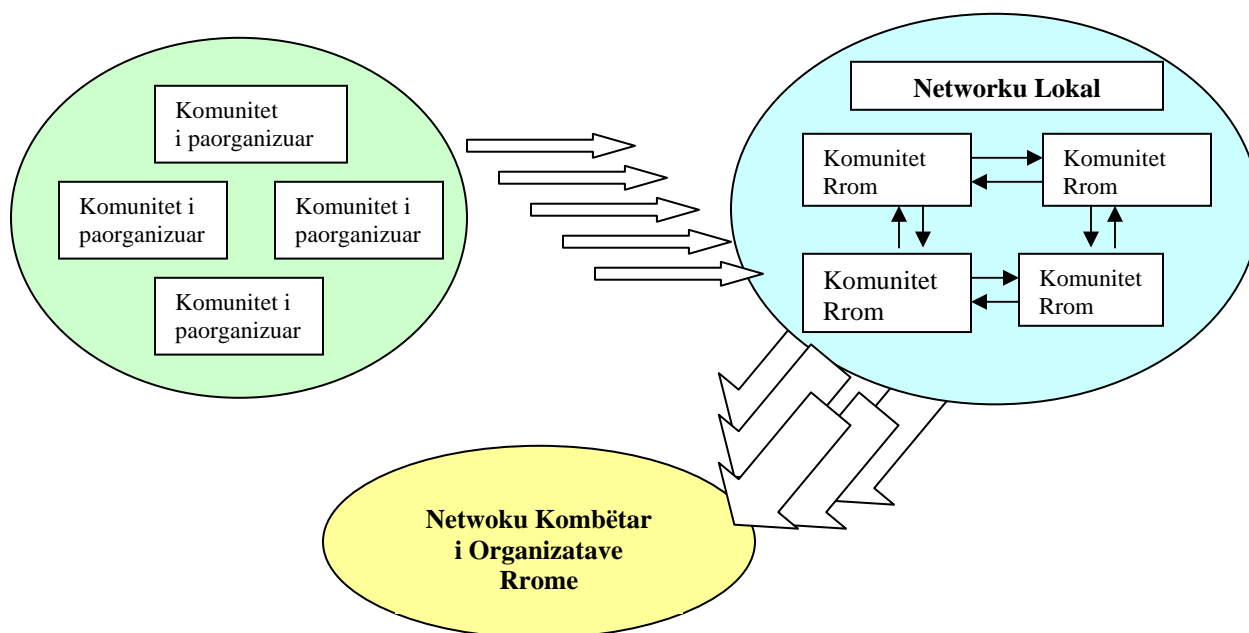 Komunitet
i paorganizuar
Komunitet i
paorganizuar
Komunitet i
paorganizuar
Komunitet i
paorganizuar
Networku Lokal
Komunitet
Rrom
Komunitet
Rrom
Komunitet
Rrom
Komunitet
Rrom
Netwoku Kombëtar
i Organizatave
Rrome